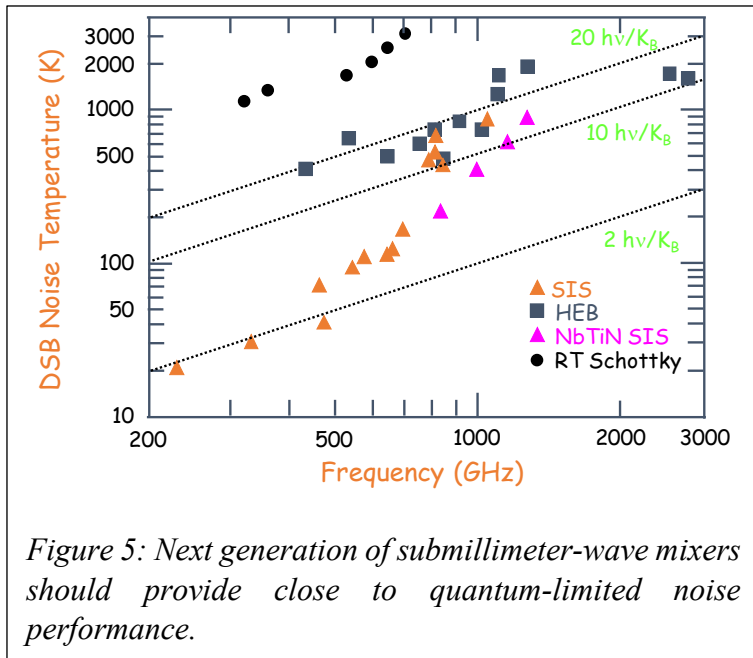 3000
2000
1000
500
100
50
10
DSB Noise Temperature (K)
20 hν/K_B
10 hν/K_B
2 hν/K_B
SIS
HEB
NbTiN SIS
RT Schottky
200
500
1000
2000
3000
Frequency (GHz)
Figure 5: Next generation of submillimeter-wave mixers
should provide close to quantum-limited noise
performance.